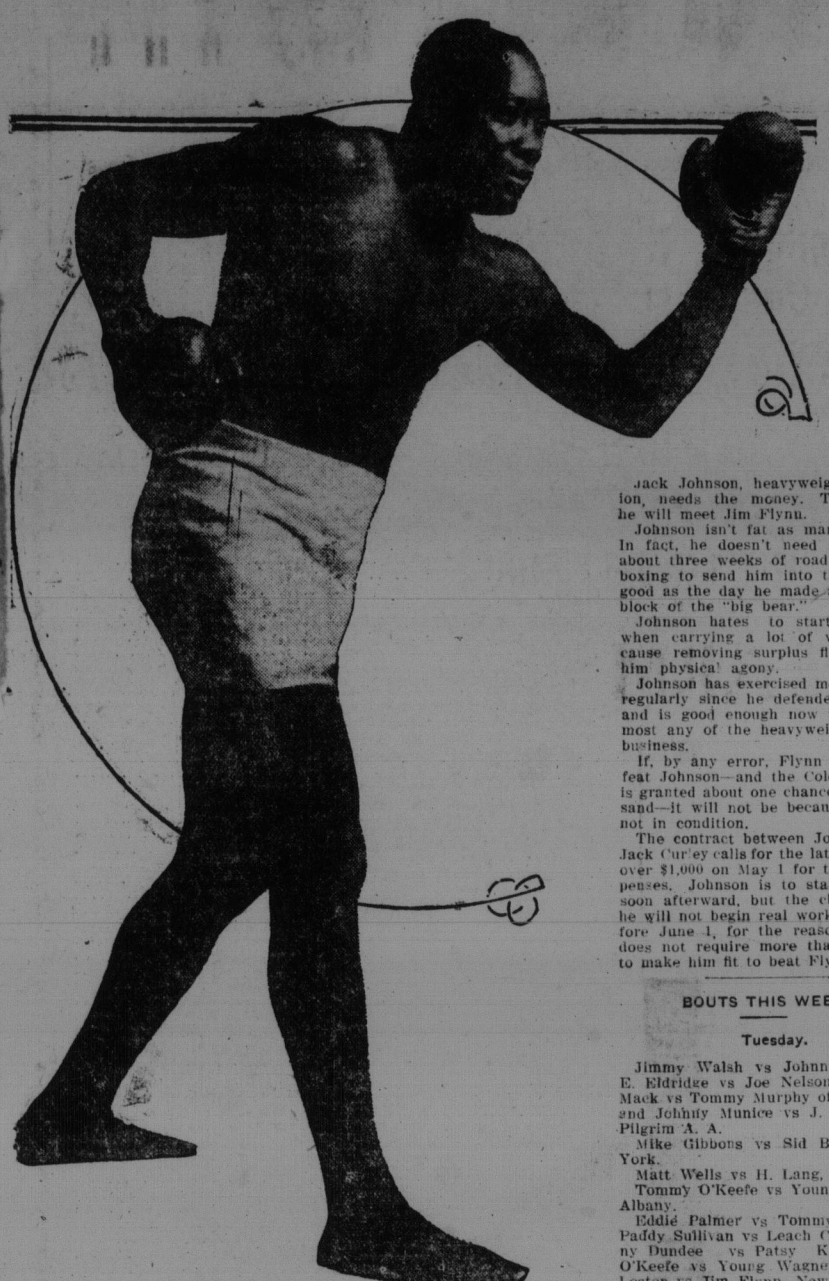 Jack Johnson, heavyweig
ion, needs the money. T
he will meet Jim Flynn.
Johnson isn't fat as man
In fact, he doesn't need
about three weeks of road
boxing to send him into t
good as the day he made
block of the "big bear."
Johnson hates to start
when carrying a lot of w
cause removing surplus fl
him physical agony.
Johnson has exercised m
regularly since he defende
and is good enough now
most any of the heavywei
business.
If, by any error, Flynn
feat Johnson—and the Col
is granted about one chance
sand—it will not be becau
not in condition.
The contract between Jo
Jack Curley calls for the lat
over $1,000 on May 1 for t
penses. Johnson is to sta
soon afterward, but the c
he will not begin real work
fore June 1, for the reaso
does not require more tha
to make him fit to beat Fly
BOUTS THIS WEE
Tuesday.
Jimmy Walsh vs Johnn
E. Eldridge vs Joe Nelson
Mack vs Tommy Murphy of
and Johnny Munice vs J.
Pilgrim A. A.
Mike Gibbons vs Sid B
York.
Matt Wells vs H. Lang,
Tommy O'Keefe vs Youn
Albany.
Eddie Palmer vs Tommy
Paddy Sullivan vs Leach C
ny Dundee vs Patsy K
O'Keefe vs Young Wagne
vs Jim Flynn